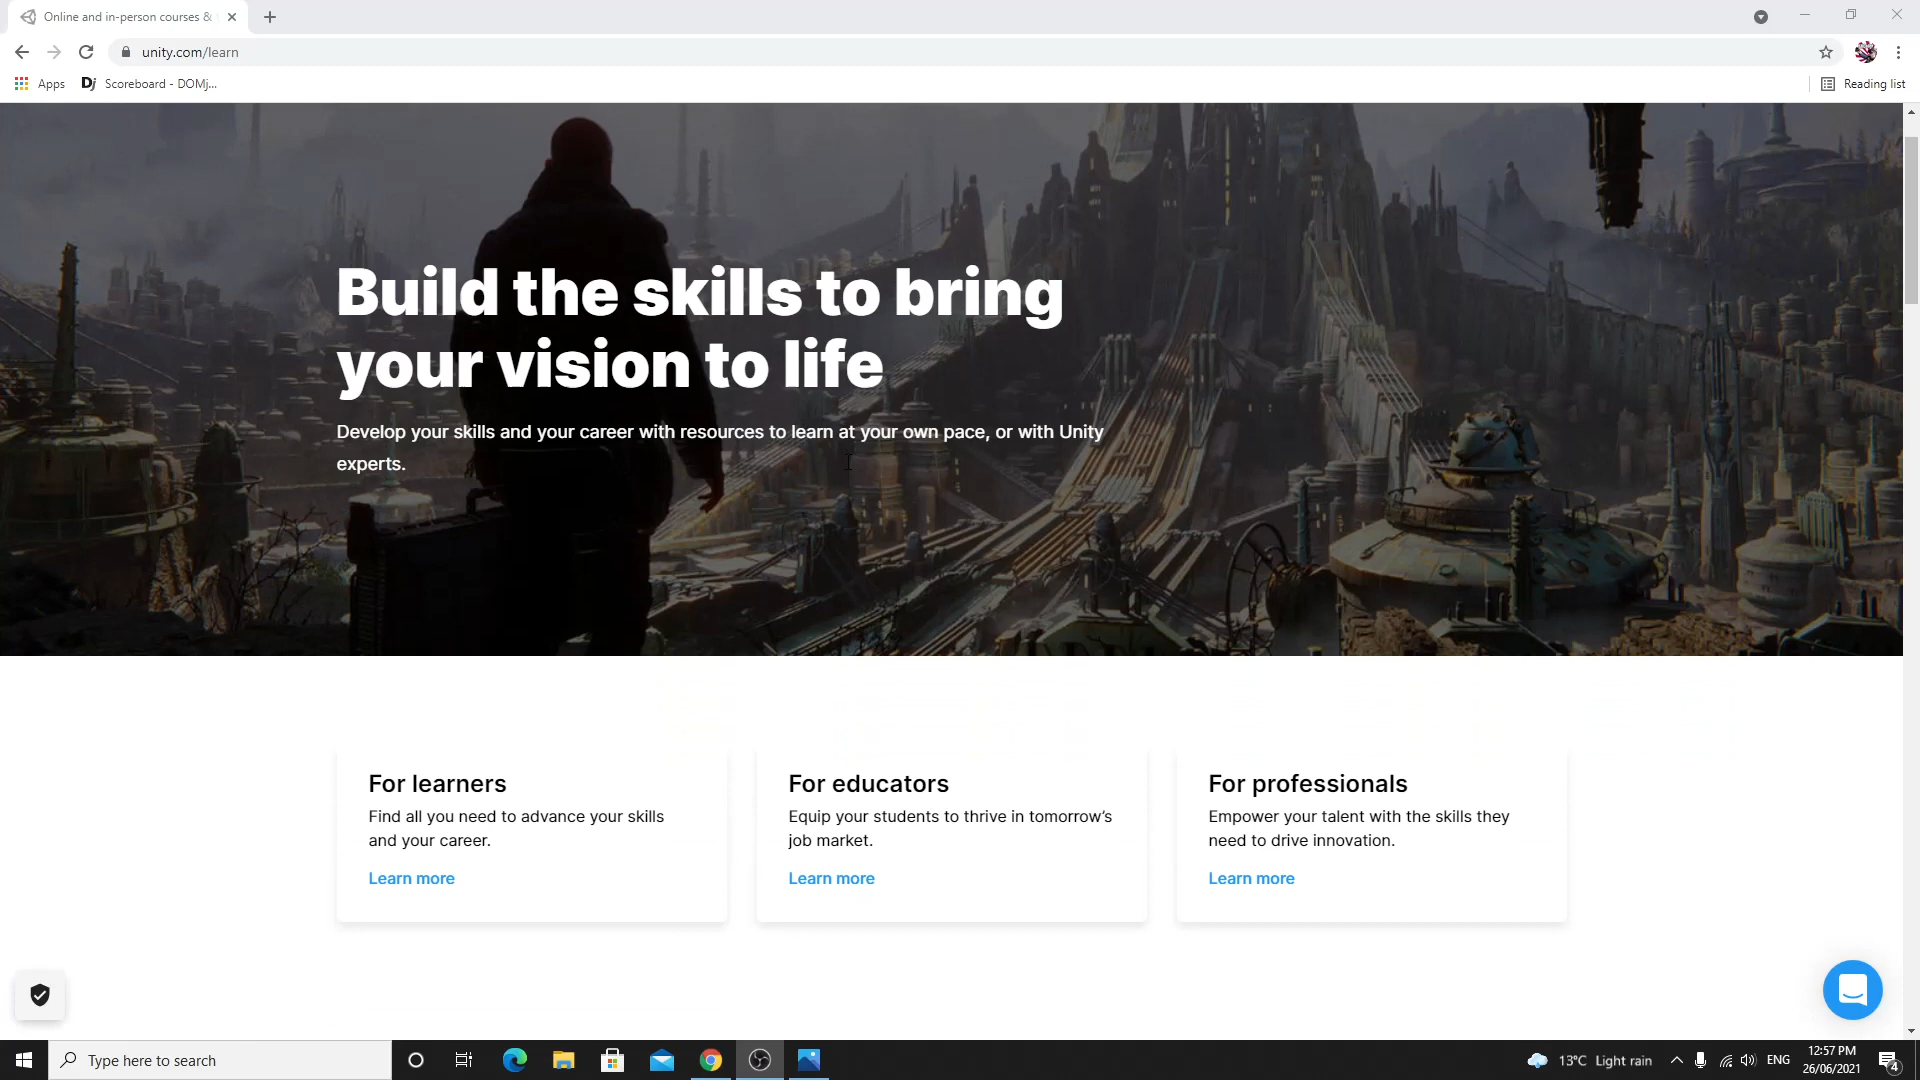 Online and in-person courses &
unity.com/learn
Apps
Dj Scoreboard - DOMj...
Reading list
Build the skills to bring
your vision to life
Develop your skills and your career with resources to learn at your own pace, or with Unity
experts.
For learners
Find all you need to advance your skills
and your career.
Learn more
For educators
Equip your students to thrive in tomorrow’s
job market.
Learn more
For professionals
Empower your talent with the skills they
need to drive innovation.
Learn more
Type here to search
13°C Light rain
ENG
12:57 PM
26/06/2021
4